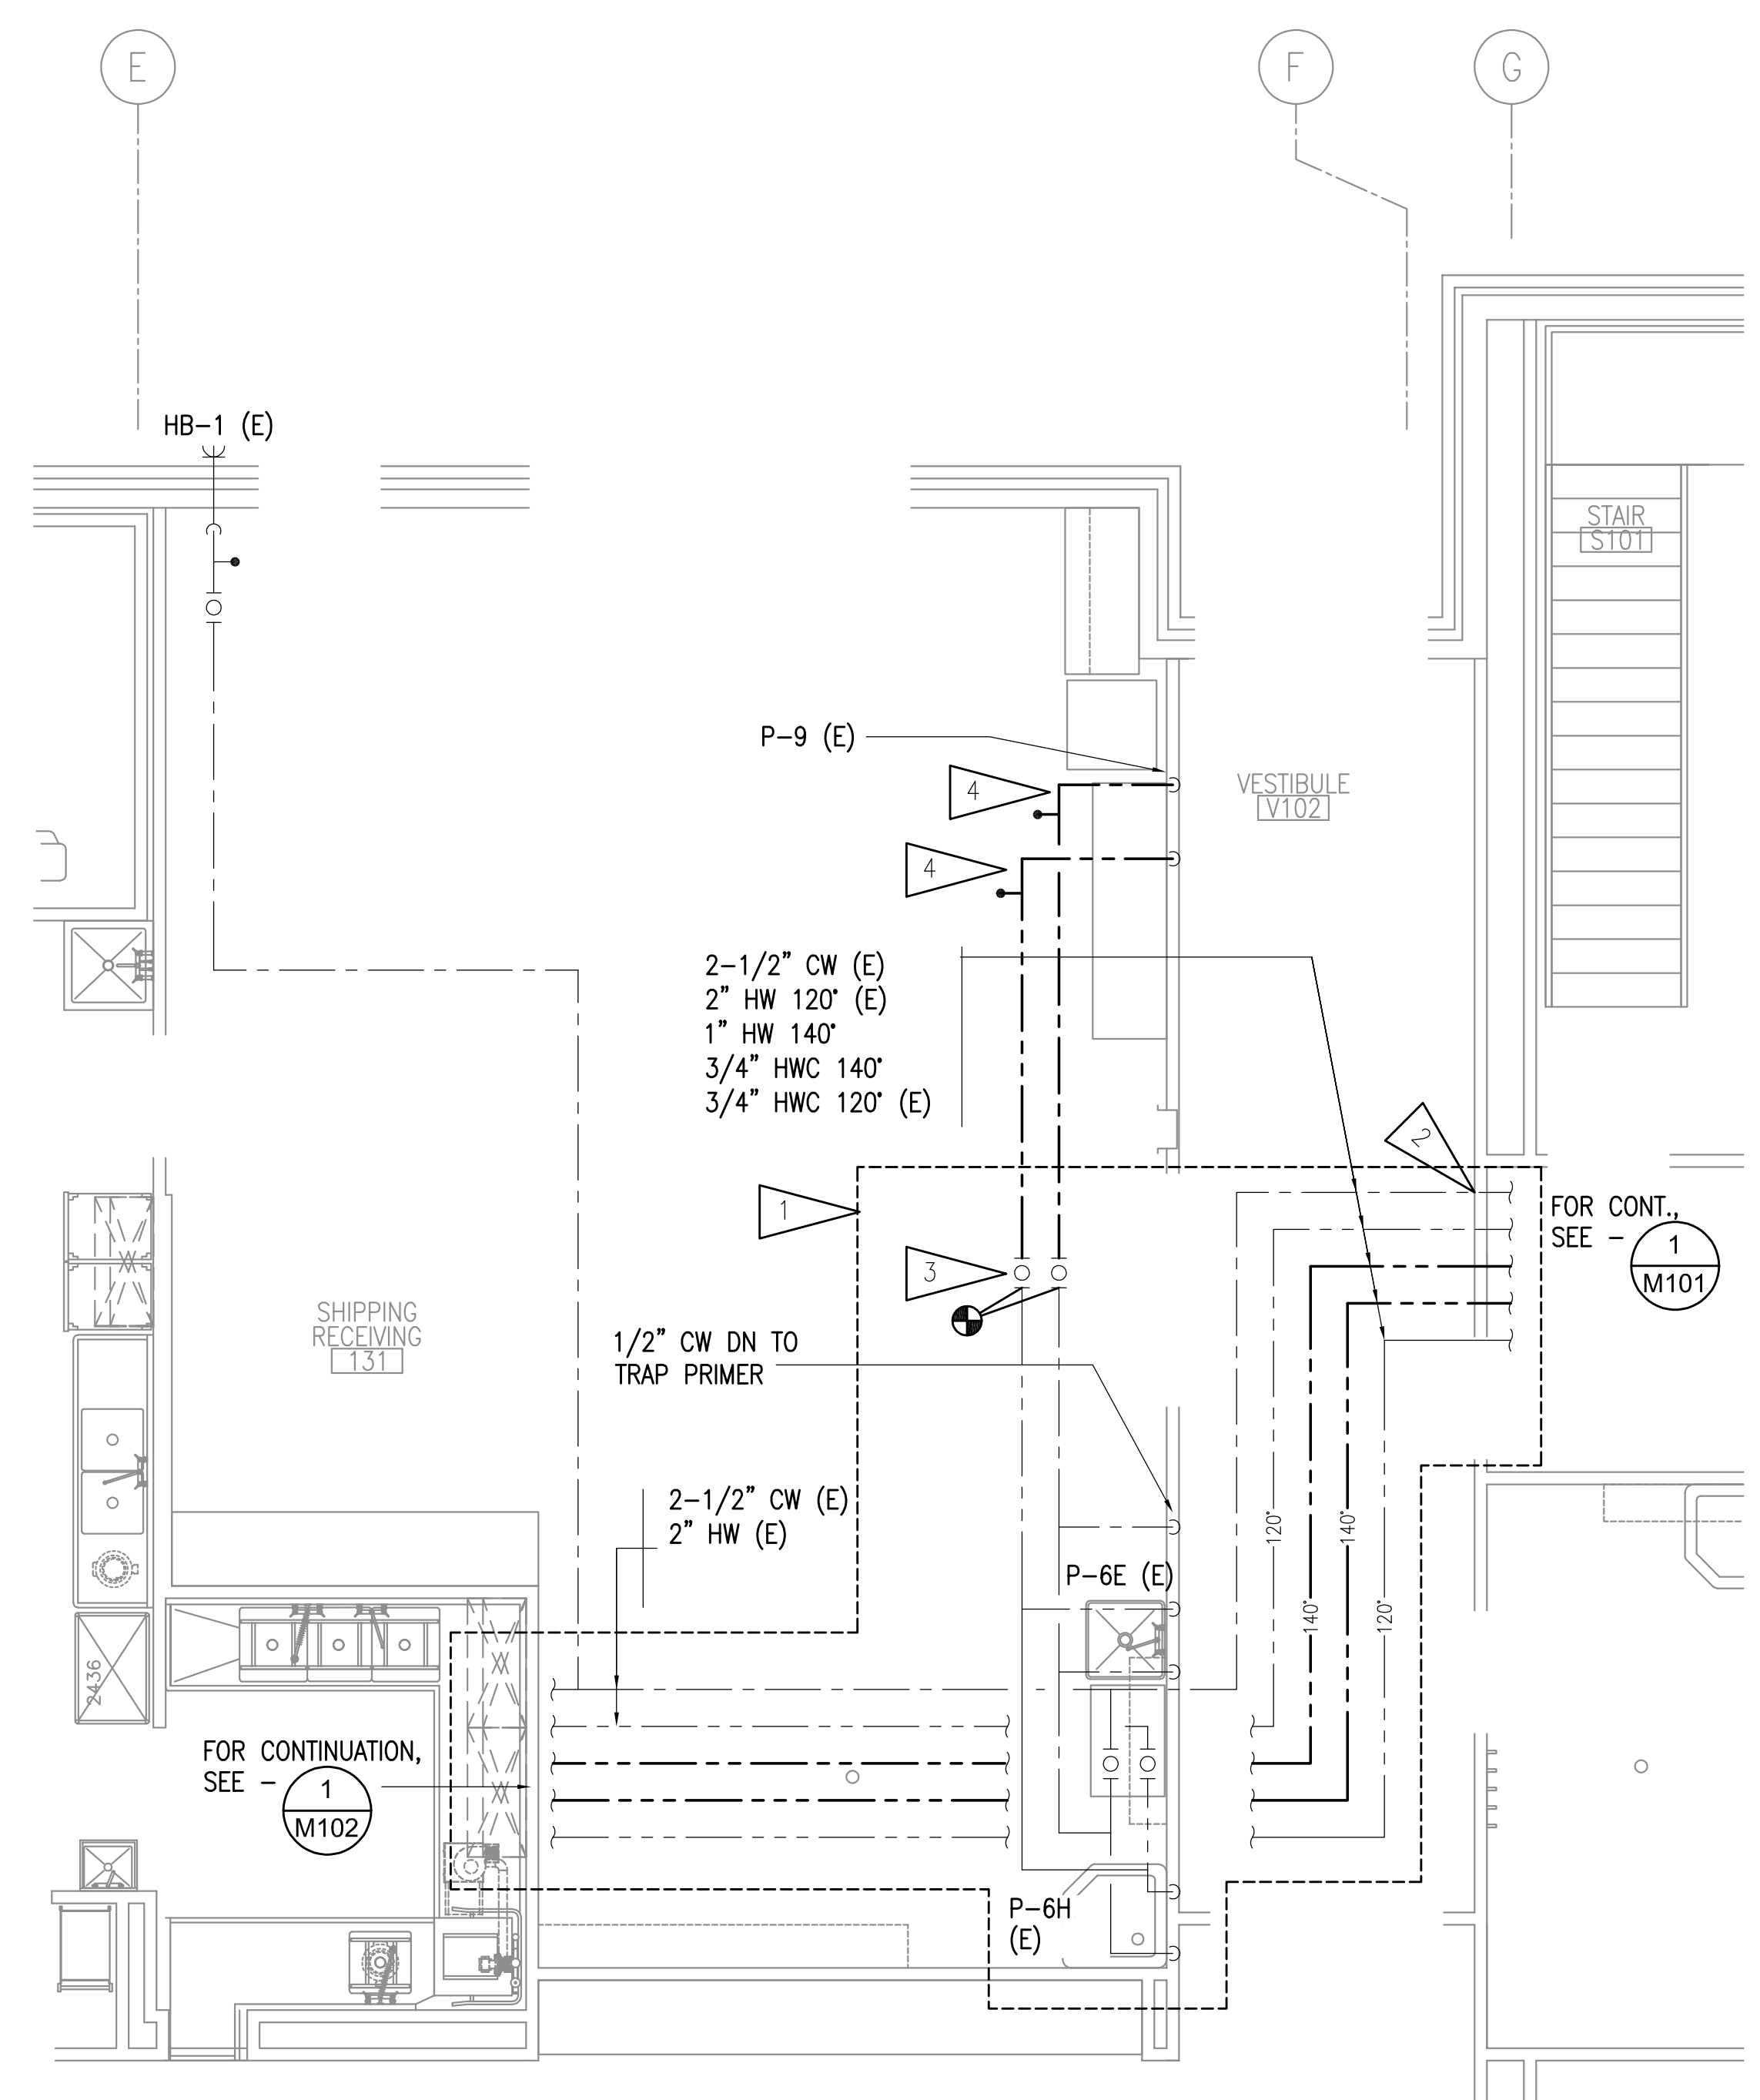 E
F
G
HB-1 (E)
STAIR
S101
P-9 (E)
VESTIBULE
V102
4
4
2-1/2" CW (E)
2" HW 120° (E)
1" HW 140°
3/4" HWC 140°
3/4" HWC 120° (E)
2
1
FOR CONT.,
SEE -
1
M101
3
SHIPPING
RECEIVING
131
1/2" CW DN TO
TRAP PRIMER
2-1/2" CW (E)
2" HW (E)
120°
140°
P-6E (E)
140°
120°
2436
FOR CONTINUATION,
SEE -
1
M102
P-6H
(E)